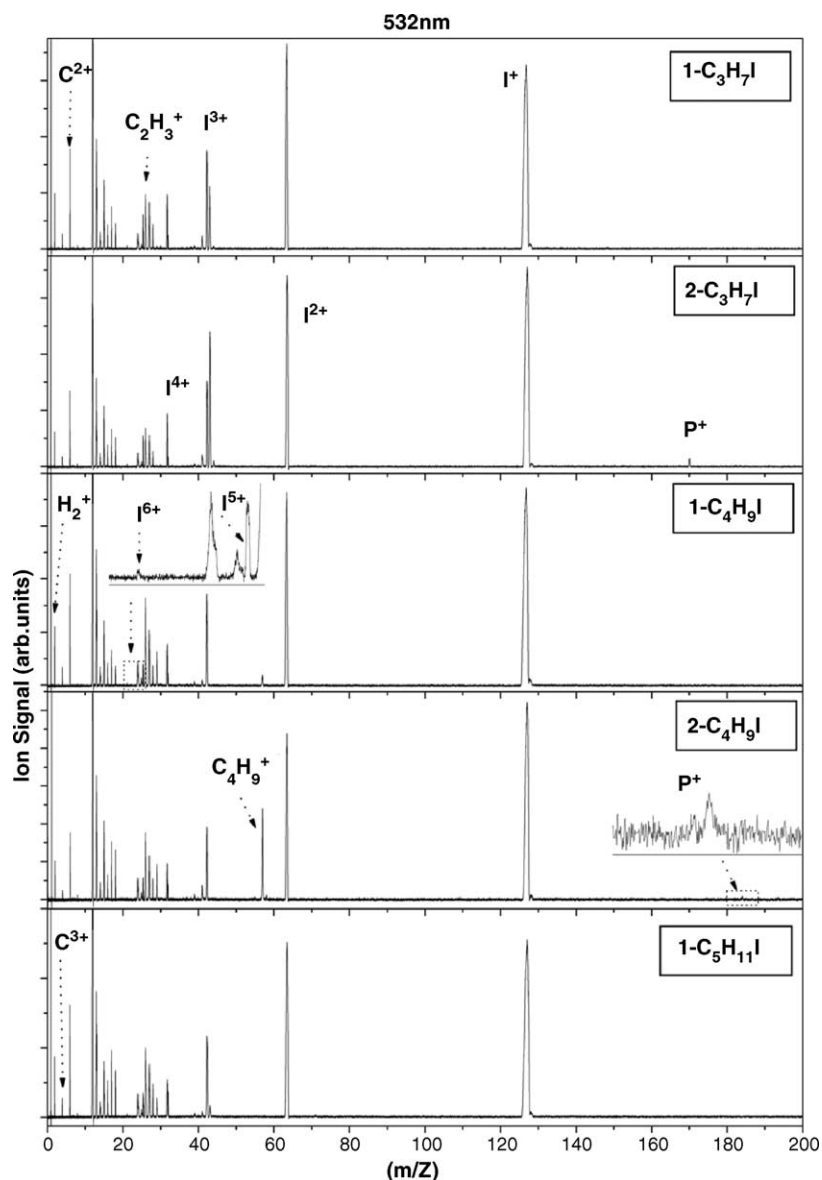 532nm
1-C₃H₇I
C²⁺
C₂H₃⁺
I³⁺
I⁺
2-C₃H₇I
I²⁺
I⁴⁺
P⁺
1-C₄H₉I
H₂⁺
I⁶⁺
I⁵⁺
2-C₄H₉I
C₄H₉⁺
P⁺
1-C₅H₁₁I
C³⁺
Ion Signal (arb.units)
0 20 40 60 80 100 120 140 160 180 200
(m/Z)